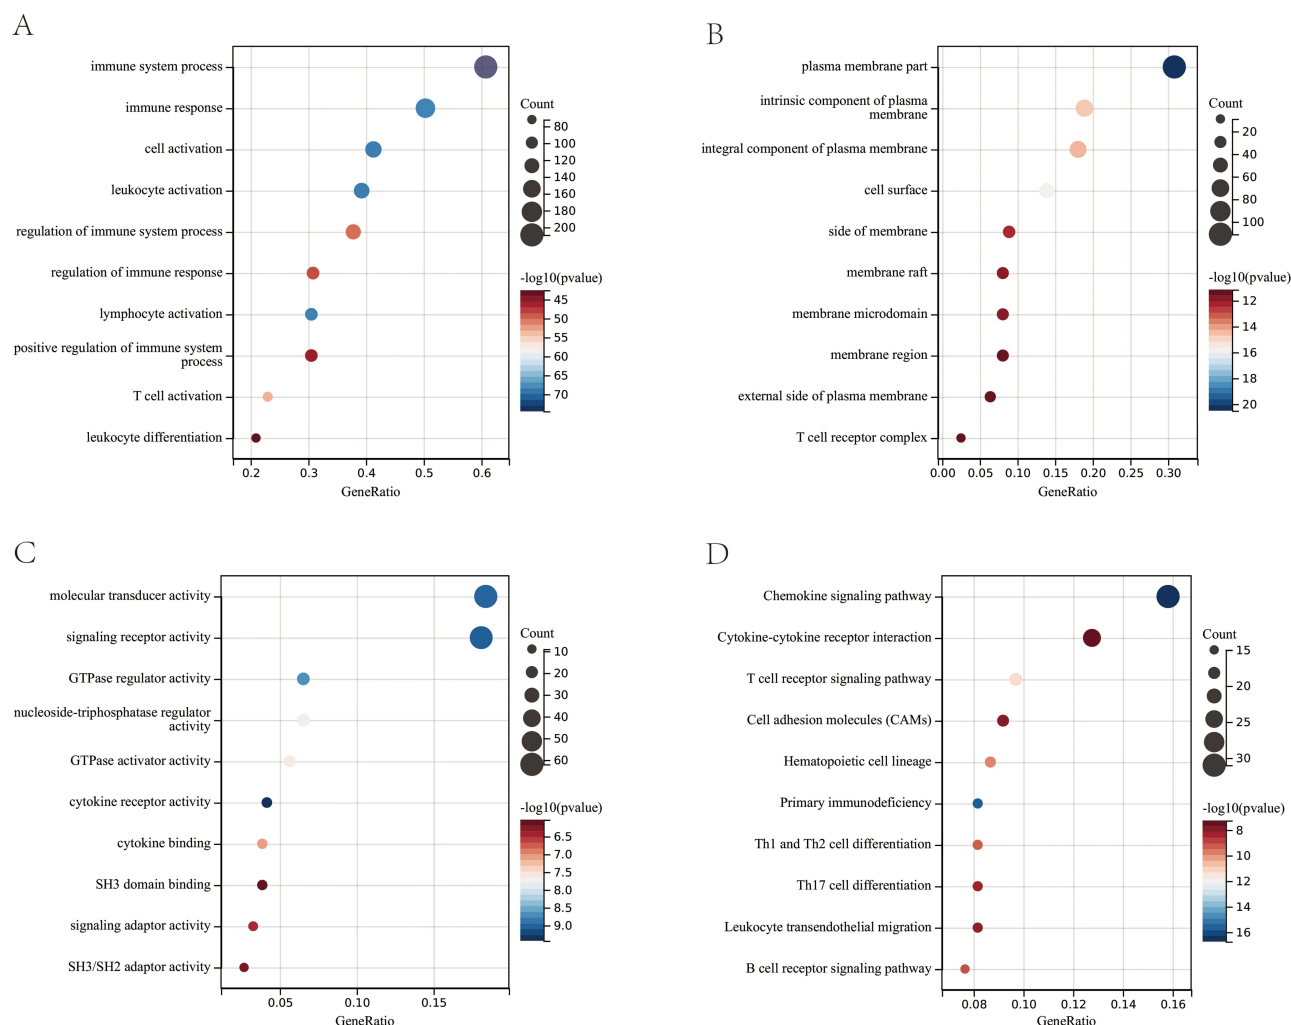 A
immune system process
immune response
cell activation
leukocyte activation
regulation of immune system process
regulation of immune response
lymphocyte activation
positive regulation of immune system
process
T cell activation
leukocyte differentiation
0.2 0.3 0.4 0.5 0.6
GeneRatio
Count
80
100
120
140
160
180
200
-log10(pvalue)
45
50
55
60
65
70
B
plasma membrane part
intrinsic component of plasma
membrane
integral component of plasma membrane
cell surface
side of membrane
membrane raft
membrane microdomain
membrane region
external side of plasma membrane
T cell receptor complex
0.00 0.05 0.10 0.15 0.20 0.25 0.30
GeneRatio
Count
20
40
60
80
100
-log10(pvalue)
12
14
16
18
20
C
molecular transducer activity
signaling receptor activity
GTPase regulator activity
nucleoside-triphosphatase regulator
activity
GTPase activator activity
cytokine receptor activity
cytokine binding
SH3 domain binding
signaling adaptor activity
SH3/SH2 adaptor activity
0.05 0.10 0.15
GeneRatio
Count
10
20
30
40
50
60
-log10(pvalue)
6.5
7.0
7.5
8.0
8.5
9.0
D
Chemokine signaling pathway
Cytokine-cytokine receptor interaction
T cell receptor signaling pathway
Cell adhesion molecules (CAMs)
Hematopoietic cell lineage
Primary immunodeficiency
Th1 and Th2 cell differentiation
Th17 cell differentiation
Leukocyte transendothelial migration
B cell receptor signaling pathway
0.08 0.10 0.12 0.14 0.16
GeneRatio
Count
15
20
25
30
-log10(pvalue)
8
10
12
14
16